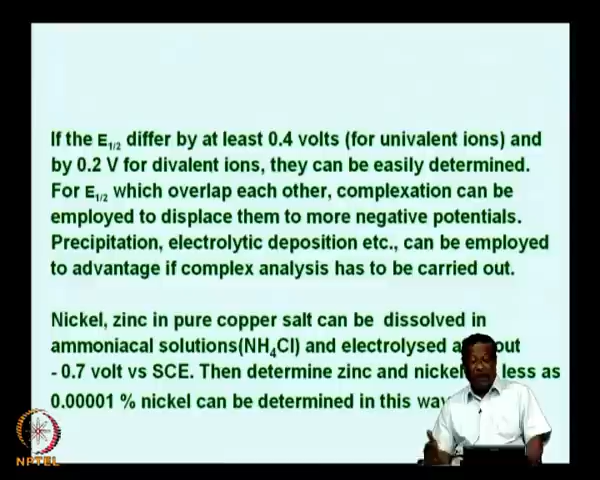 If the E1/2 differ by at least 0.4 volts (for univalent ions) and
by 0.2 V for divalent ions, they can be easily determined.
For E1/2 which overlap each other, complexation can be
employed to displace them to more negative potentials.
Precipitation, electrolytic deposition etc., can be employed
to advantage if complex analysis has to be carried out.
Nickel, zinc in pure copper salt can be dissolved in
ammoniacal solutions(NH4Cl) and electrolysed
- 0.7 volt vs SCE. Then determine zinc and nickel less as
0.00001 % nickel can be determined in this way
NPTEL